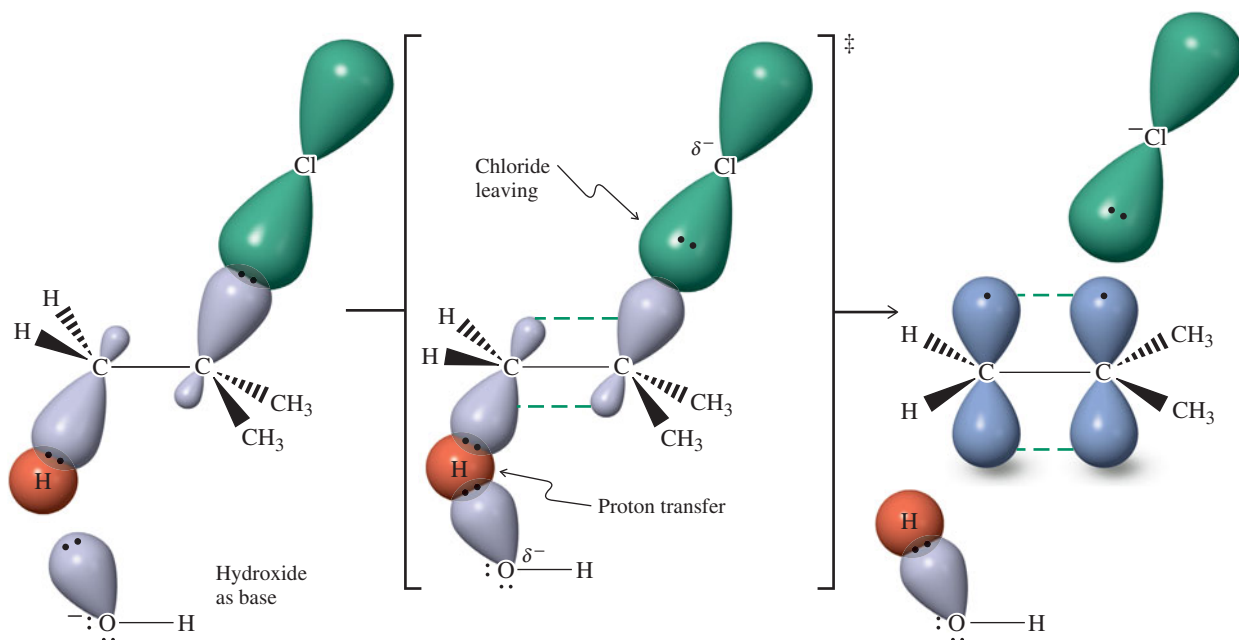 Cl
H
H
C
C
CH3
CH3
H
Hydroxide
as base
−:O—H
‡
δ−
Cl
Chloride
leaving
H
H
C
C
CH3
CH3
H
Proton transfer
δ−
:O—H
−Cl
H
H
C
C
CH3
CH3
H
:O—H